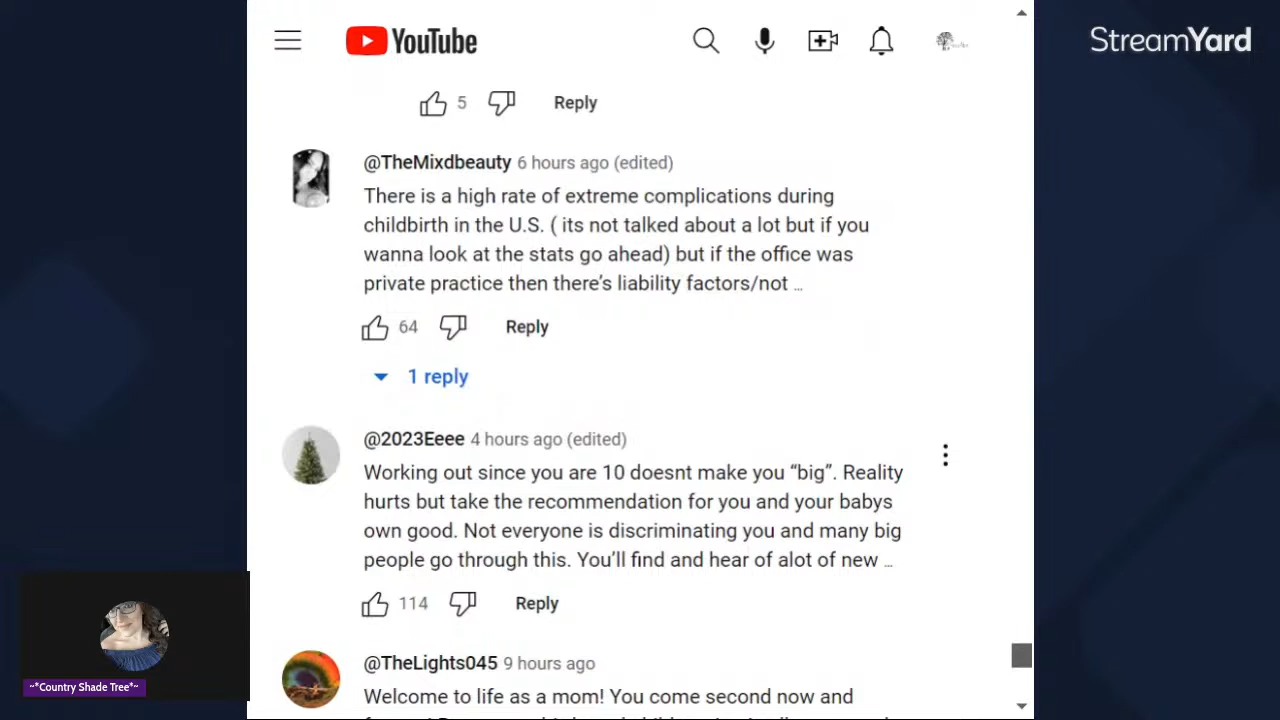 YouTube
StreamYard
5 Reply
@TheMixdbeauty 6 hours ago (edited)
There is a high rate of extreme complications during
childbirth in the U.S. ( its not talked about a lot but if you
wanna look at the stats go ahead) but if the office was
private practice then there’s liability factors/not ...
64 Reply
1 reply
@2023Eeee 4 hours ago (edited)
Working out since you are 10 doesnt make you “big”. Reality
hurts but take the recommendation for you and your babys
own good. Not everyone is discriminating you and many big
people go through this. You’ll find and hear of alot of new ...
114 Reply
@TheLights045 9 hours ago
Welcome to life as a mom! You come second now and
~*Country Shade Tree*~